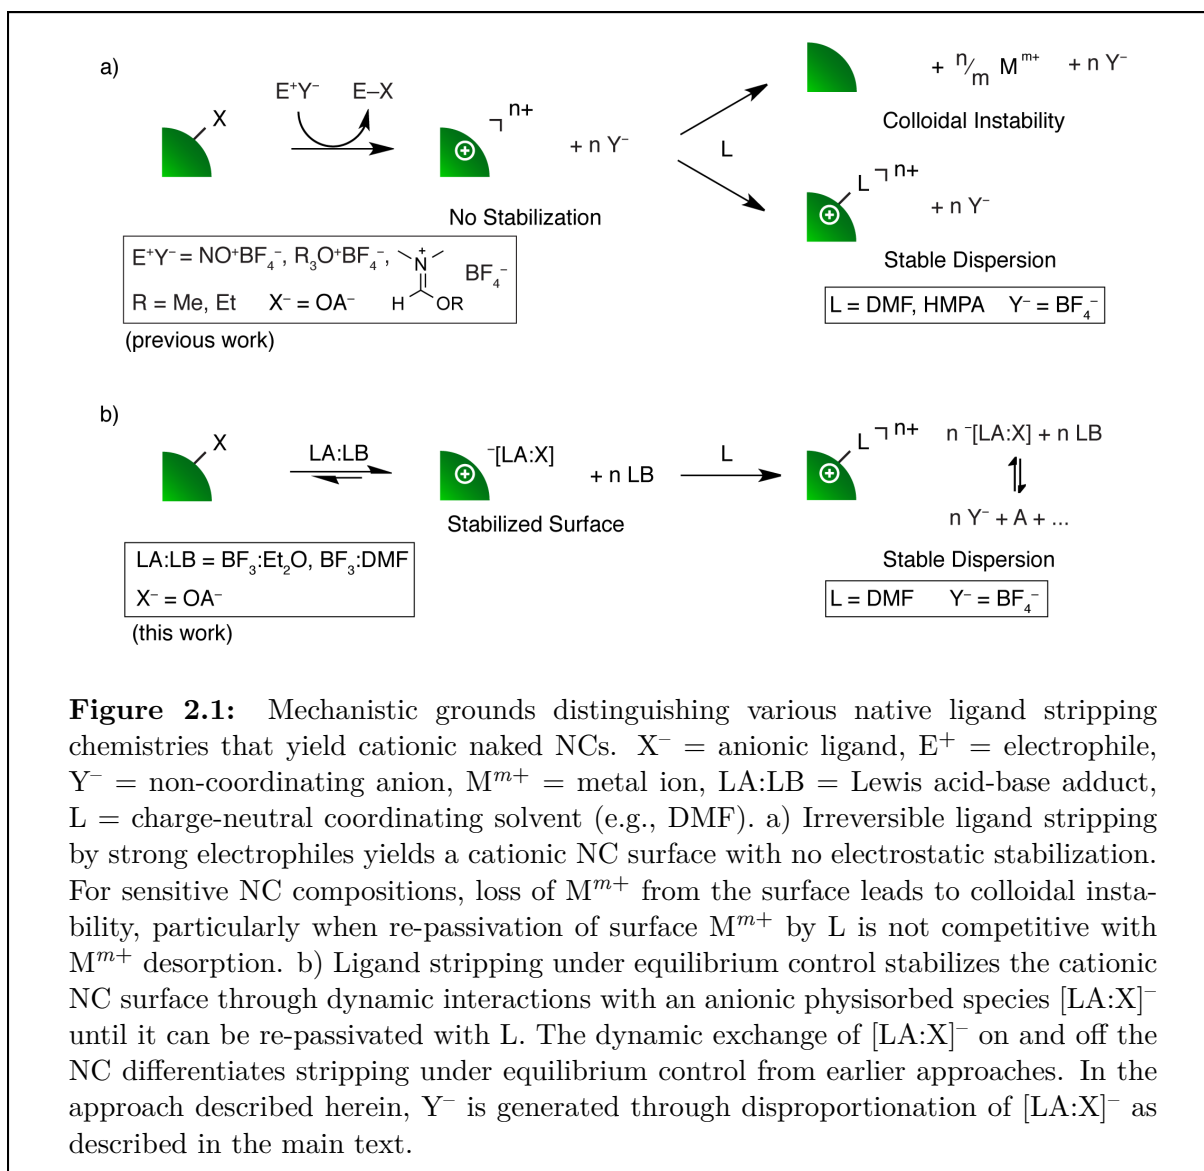 a)
X
E⁺Y⁻ E–X
n+
+ n Y⁻
No Stabilization
L
+ n/m Mᵐ⁺ + n Y⁻
Colloidal Instability
L n+
+ n Y⁻
Stable Dispersion
E⁺Y⁻ = NO⁺BF₄⁻, R₃O⁺BF₄⁻, N⁺ H OR BF₄⁻
R = Me, Et X⁻ = OA⁻
(previous work)
L = DMF, HMPA Y⁻ = BF₄⁻
b)
X
LA:LB
⁻[LA:X]
+ n LB
Stabilized Surface
L
L n+
n ⁻[LA:X] + n LB
n Y⁻ + A + ...
Stable Dispersion
LA:LB = BF₃:Et₂O, BF₃:DMF
X⁻ = OA⁻
(this work)
L = DMF Y⁻ = BF₄⁻
Figure 2.1: Mechanistic grounds distinguishing various native ligand stripping
chemistries that yield cationic naked NCs. X⁻ = anionic ligand, E⁺ = electrophile,
Y⁻ = non-coordinating anion, Mᵐ⁺ = metal ion, LA:LB = Lewis acid-base adduct,
L = charge-neutral coordinating solvent (e.g., DMF). a) Irreversible ligand stripping
by strong electrophiles yields a cationic NC surface with no electrostatic stabilization.
For sensitive NC compositions, loss of Mᵐ⁺ from the surface leads to colloidal insta-
bility, particularly when re-passivation of surface Mᵐ⁺ by L is not competitive with
Mᵐ⁺ desorption. b) Ligand stripping under equilibrium control stabilizes the cationic
NC surface through dynamic interactions with an anionic physisorbed species [LA:X]⁻
until it can be re-passivated with L. The dynamic exchange of [LA:X]⁻ on and off the
NC differentiates stripping under equilibrium control from earlier approaches. In the
approach described herein, Y⁻ is generated through disproportionation of [LA:X]⁻ as
described in the main text.